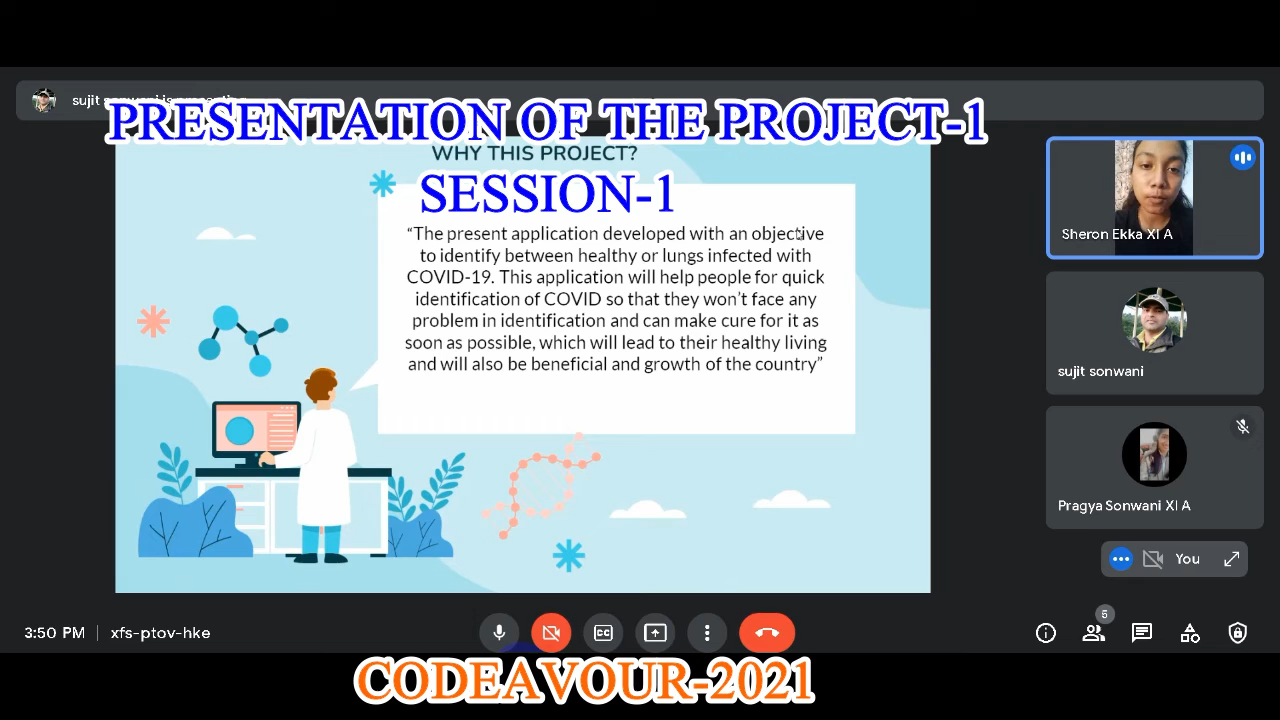 sujit sonwani is presenting
PRESENTATION OF THE PROJECT-1
WHY THIS PROJECT?
SESSION-1
“The present application developed with an objective
to identify between healthy or lungs infected with
COVID-19. This application will help people for quick
identification of COVID so that they won't face any
problem in identification and can make cure for it as
soon as possible, which will lead to their healthy living
and will also be beneficial and growth of the country”
Sheron Ekka XI A
sujit sonwani
Pragya Sonwani XI A
You
3:50 PM | xfs-ptov-hke
5
CODEAVOUR-2021